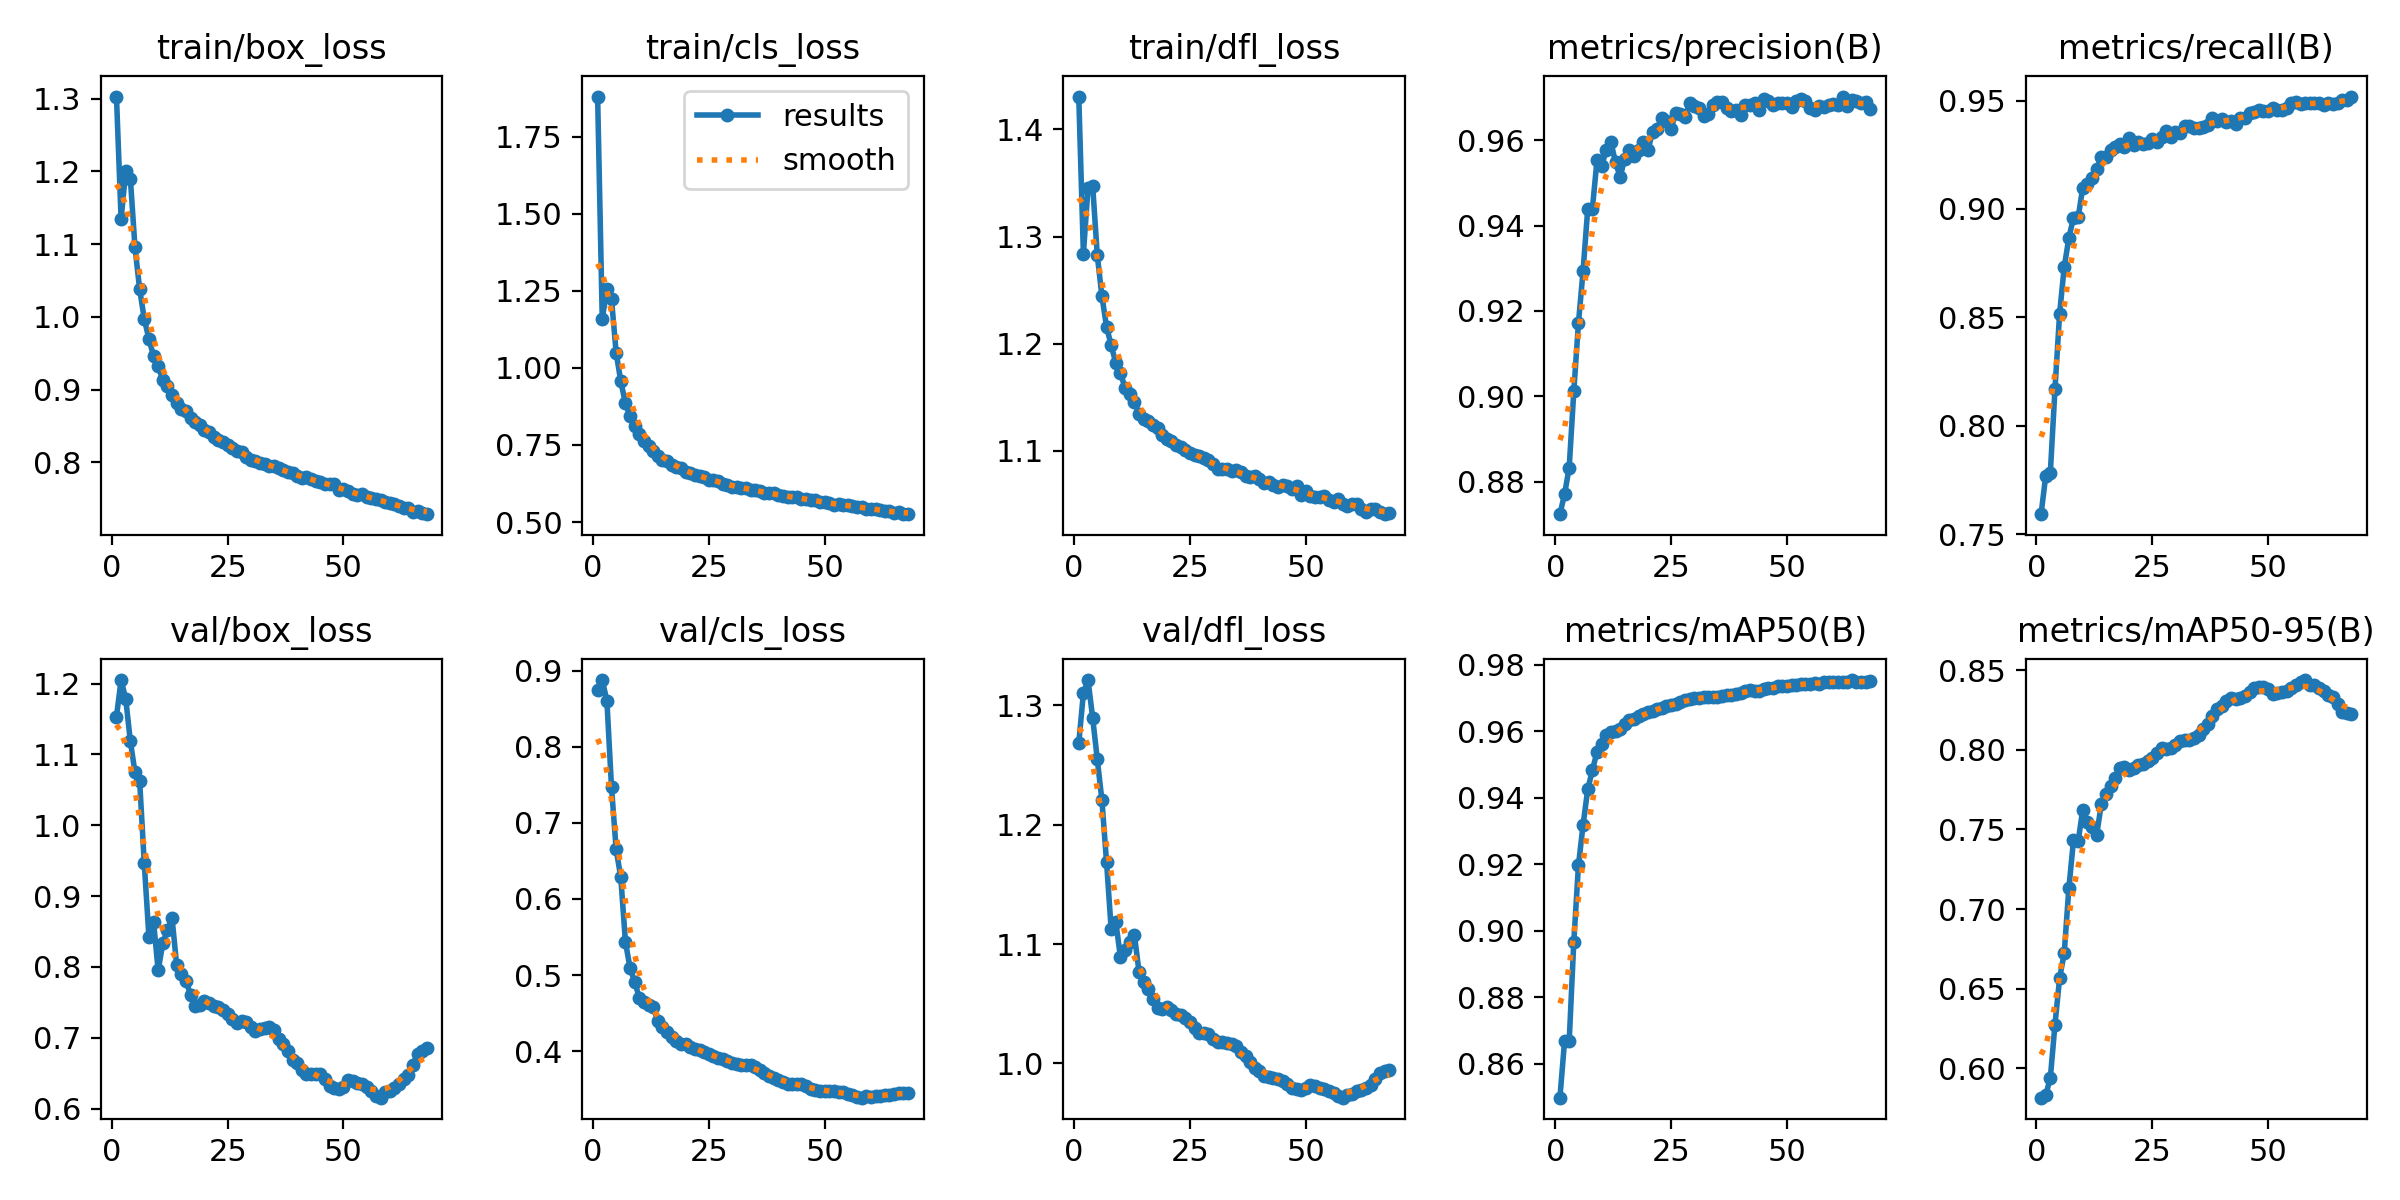 train/box_loss
train/cls_loss
train/dfl_loss
metrics/precision(B)
metrics/recall(B)
1.3
1.2
1.1
1.0
0.9
0.8
0 25 50
results
smooth
1.75
1.50
1.25
1.00
0.75
0.50
0 25 50
1.4
1.3
1.2
1.1
0 25 50
0.96
0.94
0.92
0.90
0.88
0 25 50
0.95
0.90
0.85
0.80
0.75
0 25 50
val/box_loss
val/cls_loss
val/dfl_loss
metrics/mAP50(B)
metrics/mAP50-95(B)
1.2
1.1
1.0
0.9
0.8
0.7
0.6
0 25 50
0.9
0.8
0.7
0.6
0.5
0.4
0 25 50
1.3
1.2
1.1
1.0
0 25 50
0.98
0.96
0.94
0.92
0.90
0.88
0.86
0 25 50
0.85
0.80
0.75
0.70
0.65
0.60
0 25 50